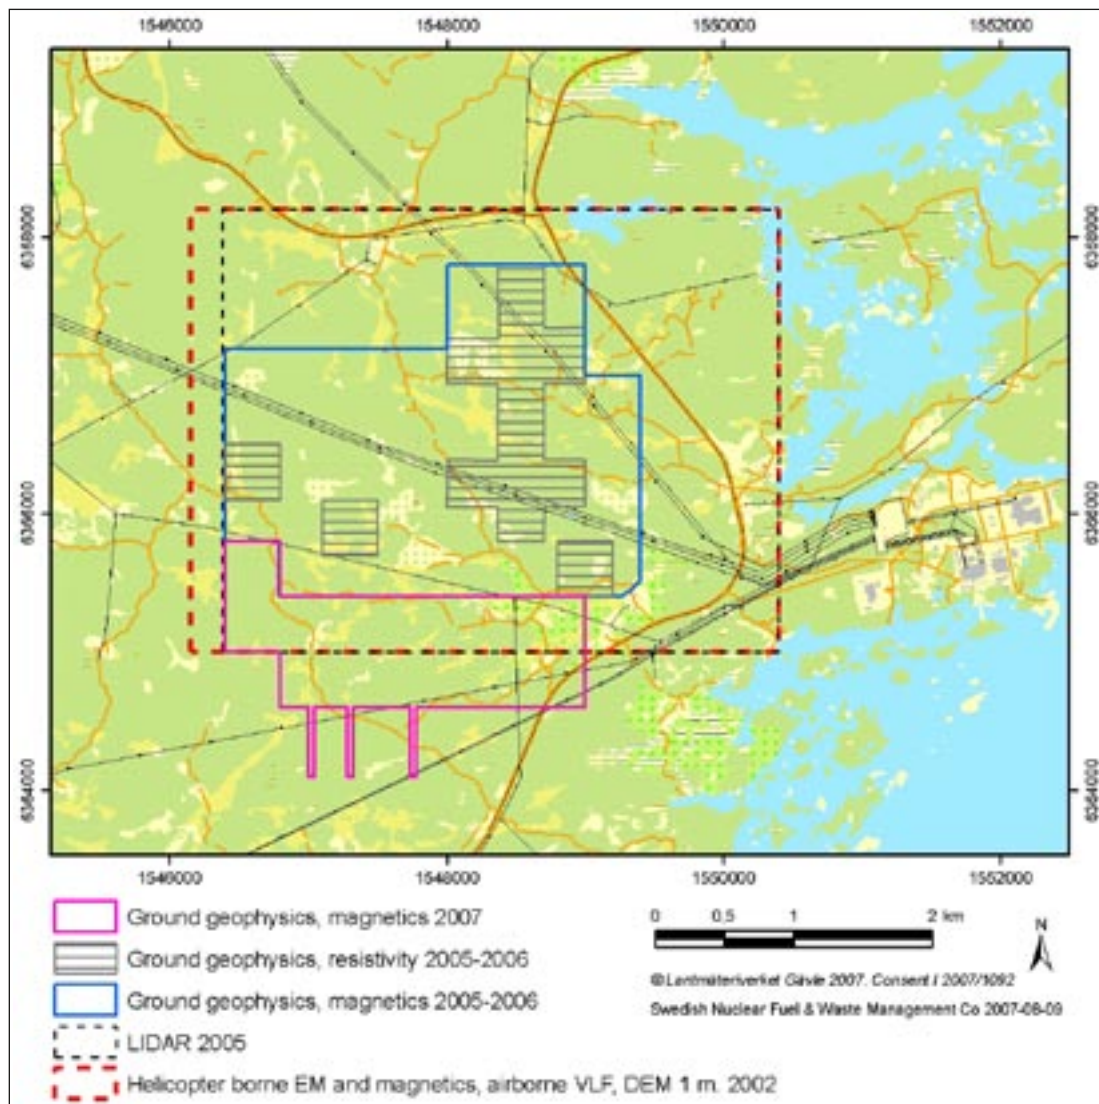 1546000 1548000 1550000 1552000
6368000 6368000
6366000 6366000
6364000 6364000
1546000 1548000 1550000 1552000
Ground geophysics, magnetics 2007
Ground geophysics, resistivity 2005-2006
Ground geophysics, magnetics 2005-2006
LIDAR 2005
Helicopter borne EM and magnetics, airborne VLF, DEM 1 m. 2002
0 0,5 1 2 km
N
©Lantmäteriverket Gävle 2007. Consent I 2007/1092
Swedish Nuclear Fuel & Waste Management Co 2007-08-09